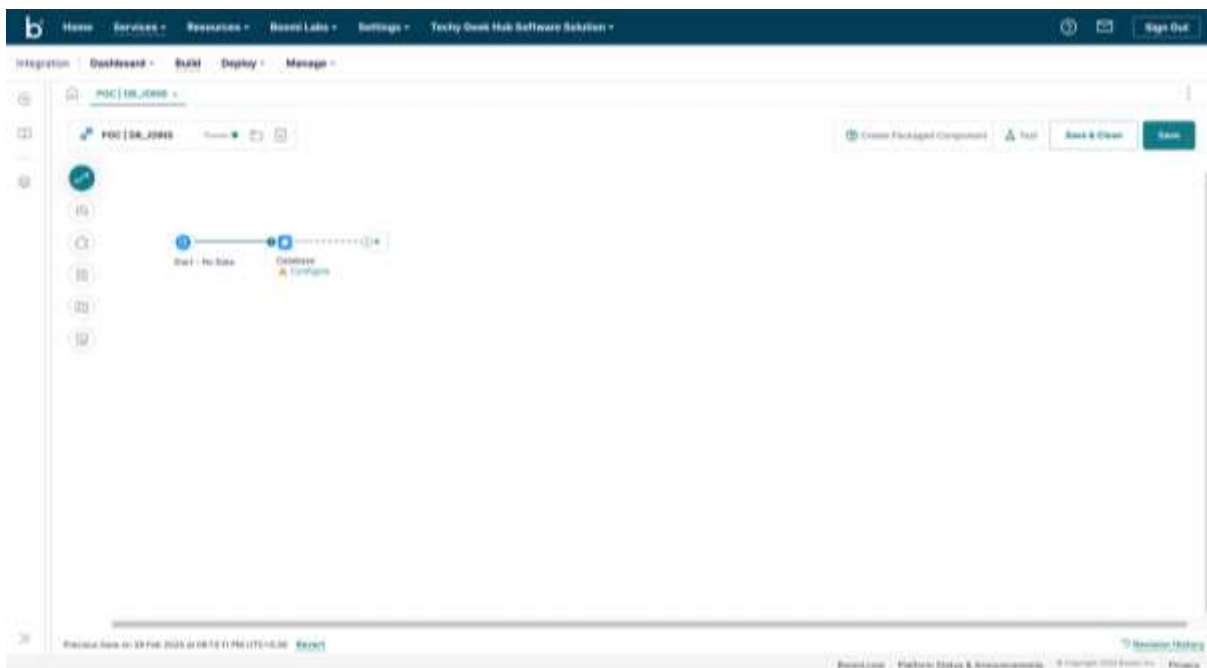 b Home Services Resources Boomi Labs Settings Techy Geek Hub Software Solution Sign Out
Integration Dashboard Build Deploy Manage
POC | DB_JOINS
POC | DB_JOINS Create Packaged Component Test Save & Close Save
Start - No Data Database
Configure
Revert Revision History
Boomi.com Platform Status & Announcements Privacy